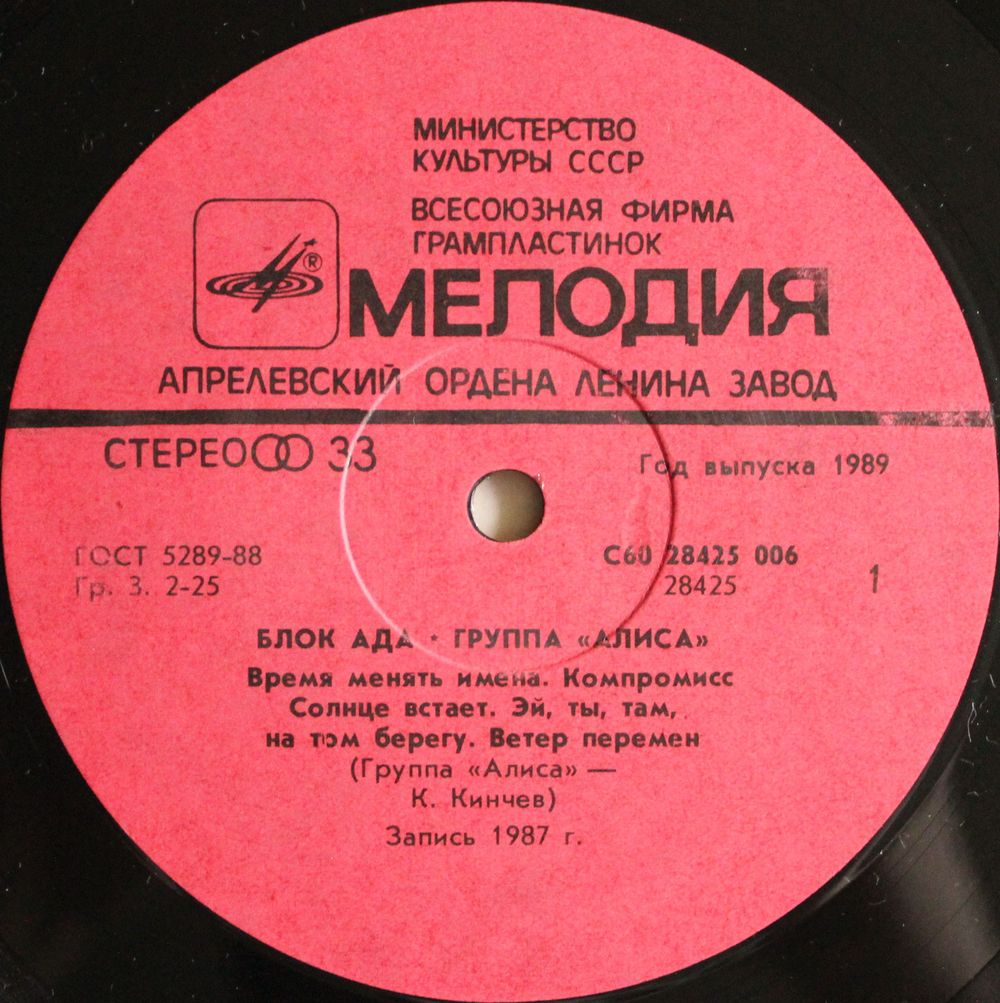 МИНИСТЕРСТВО
КУЛЬТУРЫ СССР
ВСЕСОЮЗНАЯ ФИРМА
ГРАМПЛАСТИНОК
®
МЕЛОДИЯ
АПРЕЛЕВСКИЙ ОРДЕНА ЛЕНИНА ЗАВОД
СТЕРЕО 33
Год выпуска 1989
ГОСТ 5289-88
Гр. 3. 2-25
С60 28425 006
28425
1
БЛОК АДА • ГРУППА «АЛИСА»
Время менять имена. Компромисс
Солнце встает. Эй, ты, там,
на том берегу. Ветер перемен
(Группа «Алиса» —
К. Кинчев)
Запись 1987 г.